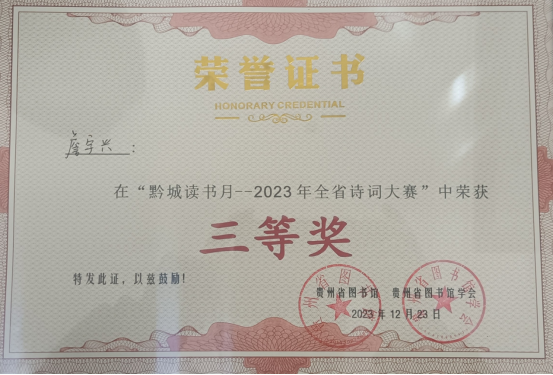 荣誉证书
HONORARY CREDENTIAL
宇兴：
在“黔城读书月--2023年全省诗词大赛”中荣获
三等奖
特发此证，以兹鼓励！
贵州省图书馆 贵州省图书馆学会
2023年12月23日